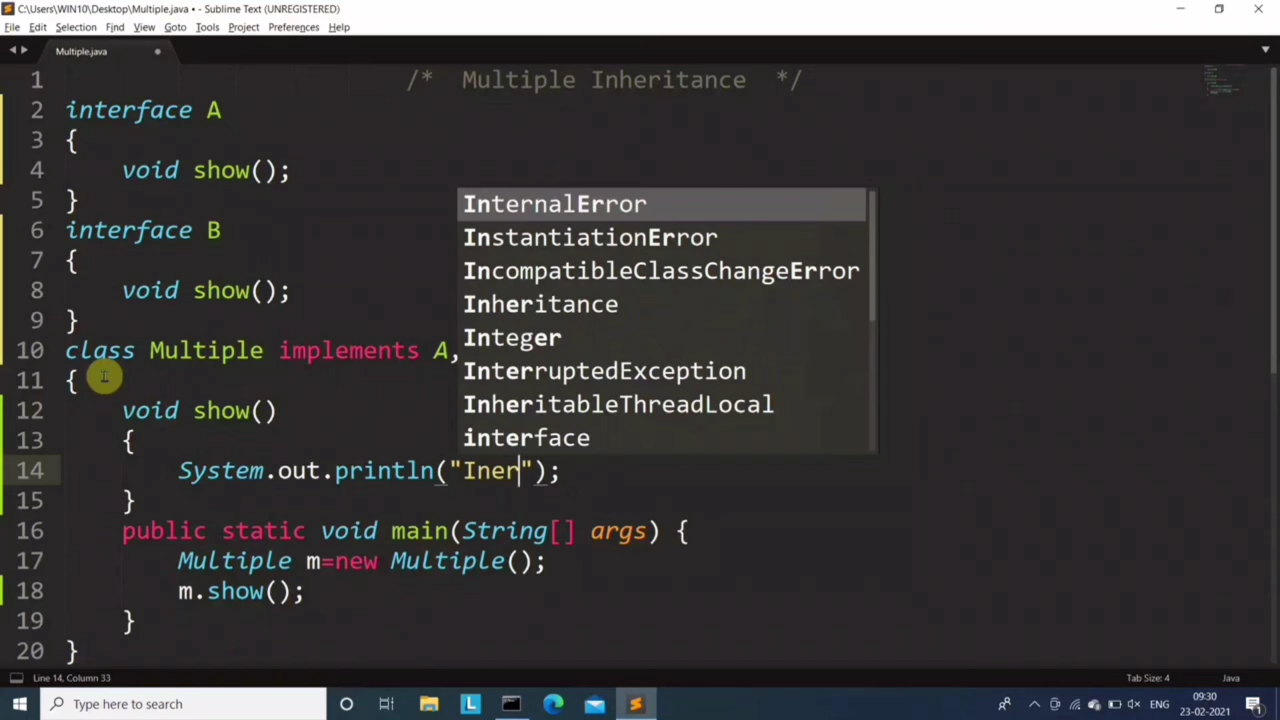 C:\Users\WIN10\Desktop\Multiple.java • - Sublime Text (UNREGISTERED)
File Edit Selection Find View Goto Tools Project Preferences Help
Multiple.java
1 /* Multiple Inheritance */
2 interface A
3 {
4 void show();
5 }
6 interface B
7 {
8 void show();
9 }
10 class Multiple implements A,
11 {
12 void show()
13 {
14 System.out.println("Iner");
15 }
16 public static void main(String[] args) {
17 Multiple m=new Multiple();
18 m.show();
19 }
20 }
InternalError
InstantiationError
IncompatibleClassChangeError
Inheritance
Integer
InterruptedException
InheritableThreadLocal
interface
Line 14, Column 33 Tab Size: 4 Java
Type here to search L ENG 09:30
23-02-2021 1